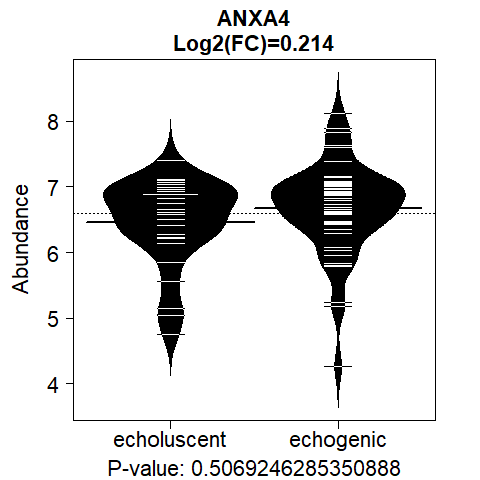 ANXA4
Log2(FC)=0.214
Abundance
8
7
6
5
4
echoluscent
echogenic
P-value: 0.5069246285350888